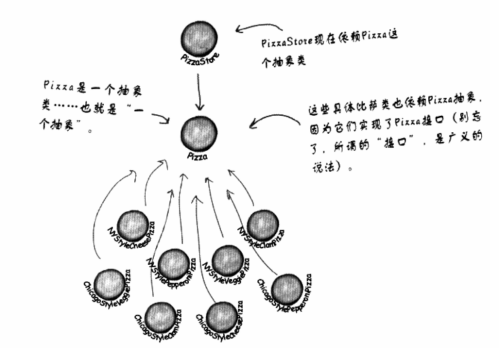 PizzaStore
PizzaStore现在依赖Pizza这
个抽象类
Pizza是一个抽象
类……也就是“一
个抽象”。
Pizza
这些具体比萨类也依赖Pizza抽象,
因为它们实现了Pizza接口(别忘
了,所谓的“接口”,是广义的
说法)。
NYStyleCheesePizza
NYStyleClamPizza
NYStylePepperoniPizza
NYStyleVeggiePizza
ChicagoStyleVeggiePizza
ChicagoStylePepperoniPizza
ChicagoStyleClamPizza
ChicagoStyleCheesePizza